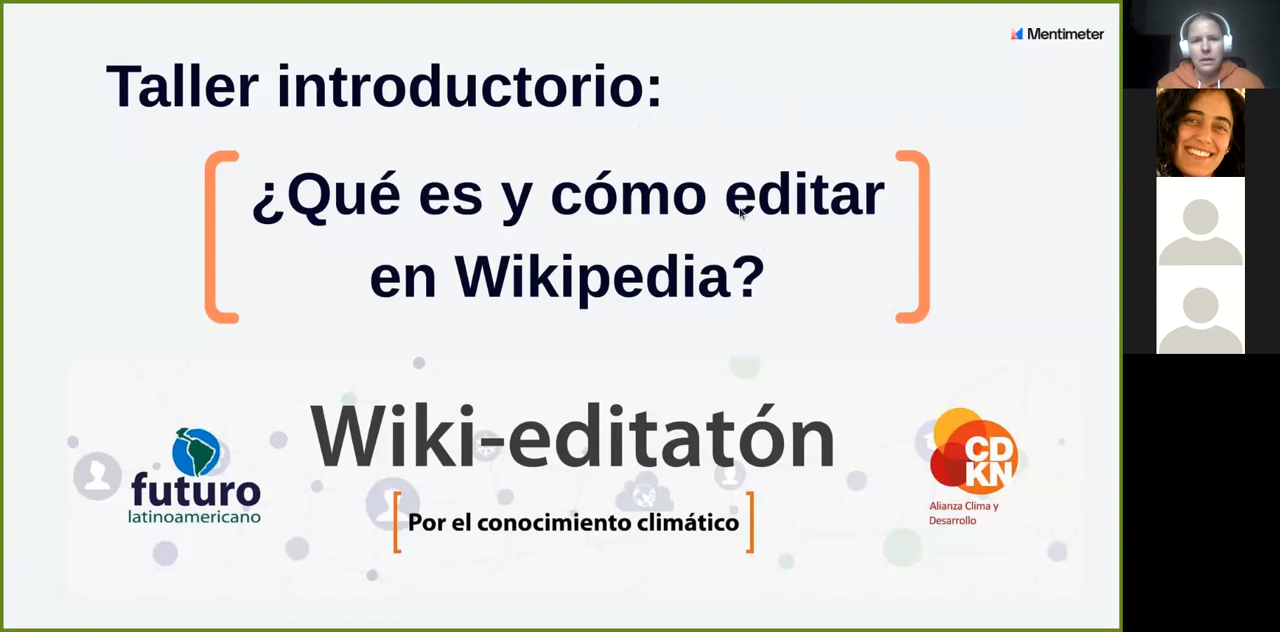 Mentimeter
Taller introductorio:
¿Qué es y cómo editar
en Wikipedia?
Wiki-editatón
Por el conocimiento climático
futuro
latinoamericano
CD
KN
Alianza Clima y
Desarrollo